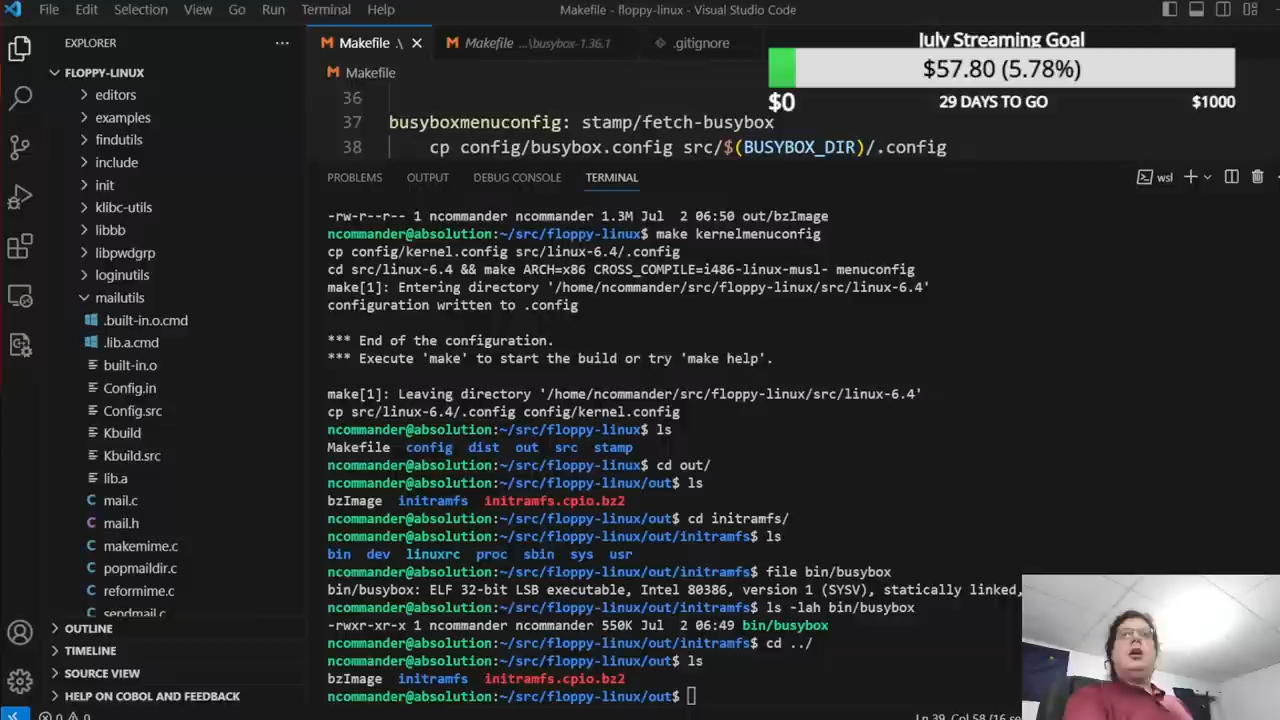 File Edit Selection View Go Run Terminal Help
Makefile - floppy-linux - Visual Studio Code
EXPLORER ...
FLOPPY-LINUX
editors
examples
findutils
include
init
klibc-utils
libbb
libpwdgrp
loginutils
mailutils
.built-in.o.cmd
.lib.a.cmd
built-in.o
Config.in
Config.src
Kbuild
Kbuild.src
lib.a
mail.c
mail.h
makemime.c
popmaildir.c
reformime.c
sendmail.c
OUTLINE
TIMELINE
SOURCE VIEW
HELP ON COBOL AND FEEDBACK
Makefile .\ Makefile ...\busybox-1.36.1 .gitignore
Makefile
July Streaming Goal
$57.80 (5.78%)
$0 29 DAYS TO GO $1000
36
37 busyboxmenuconfig: stamp/fetch-busybox
38 cp config/busybox.config src/$(BUSYBOX_DIR)/.config
PROBLEMS OUTPUT DEBUG CONSOLE TERMINAL
wsl
-rw-r--r-- 1 ncommander ncommander 1.3M Jul 2 06:50 out/bzImage
ncommander@absolution:~/src/floppy-linux$ make kernelmenuconfig
cp config/kernel.config src/linux-6.4/.config
cd src/linux-6.4 && make ARCH=x86 CROSS_COMPILE=i486-linux-musl- menuconfig
make[1]: Entering directory '/home/ncommander/src/floppy-linux/src/linux-6.4'
configuration written to .config
*** End of the configuration.
*** Execute 'make' to start the build or try 'make help'.
make[1]: Leaving directory '/home/ncommander/src/floppy-linux/src/linux-6.4'
cp src/linux-6.4/.config config/kernel.config
ncommander@absolution:~/src/floppy-linux$ ls
Makefile config dist out src stamp
ncommander@absolution:~/src/floppy-linux$ cd out/
ncommander@absolution:~/src/floppy-linux/out$ ls
bzImage initramfs initramfs.cpio.bz2
ncommander@absolution:~/src/floppy-linux/out$ cd initramfs/
ncommander@absolution:~/src/floppy-linux/out/initramfs$ ls
bin dev linuxrc proc sbin sys usr
ncommander@absolution:~/src/floppy-linux/out/initramfs$ file bin/busybox
bin/busybox: ELF 32-bit LSB executable, Intel 80386, version 1 (SYSV), statically linked,
ncommander@absolution:~/src/floppy-linux/out/initramfs$ ls -lah bin/busybox
-rwxr-xr-x 1 ncommander ncommander 550K Jul 2 06:49 bin/busybox
ncommander@absolution:~/src/floppy-linux/out/initramfs$ cd ../
ncommander@absolution:~/src/floppy-linux/out$ ls
bzImage initramfs initramfs.cpio.bz2
ncommander@absolution:~/src/floppy-linux/out$
0 0
Ln 39, Col 58 (16 se